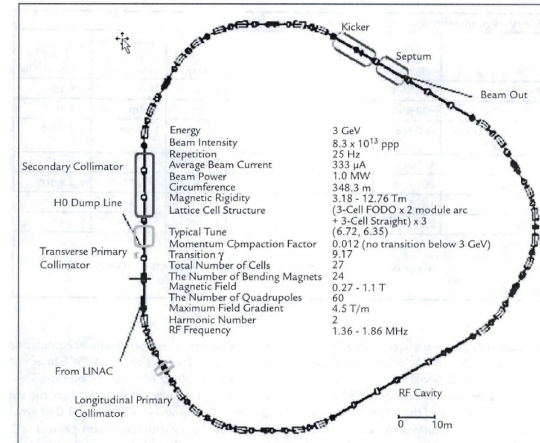 Kicker
Septum
Beam Out
Energy 3 GeV
Beam Intensity 8.3 x 10¹³ ppp
Repetition 25 Hz
Average Beam Current 333 µA
Beam Power 1.0 MW
Circumference 348.3 m
Magnetic Rigidity 3.18 - 12.76 Tm
Lattice Cell Structure (3-Cell FODO x 2 module arc
+ 3-Cell Straight) x 3
Typical Tune (6.72, 6.35)
Momentum Compaction Factor 0.012 (no transition below 3 GeV)
Transition γ 9.17
Total Number of Cells 27
The Number of Bending Magnets 24
Magnetic Field 0.27 - 1.1 T
The Number of Quadrupoles 60
Maximum Field Gradient 4.5 T/m
Harmonic Number 2
RF Frequency 1.36 - 1.86 MHz
Secondary Collimator
H0 Dump Line
Transverse Primary
Collimator
From LINAC
Longitudinal Primary
Collimator
RF Cavity
0 10m